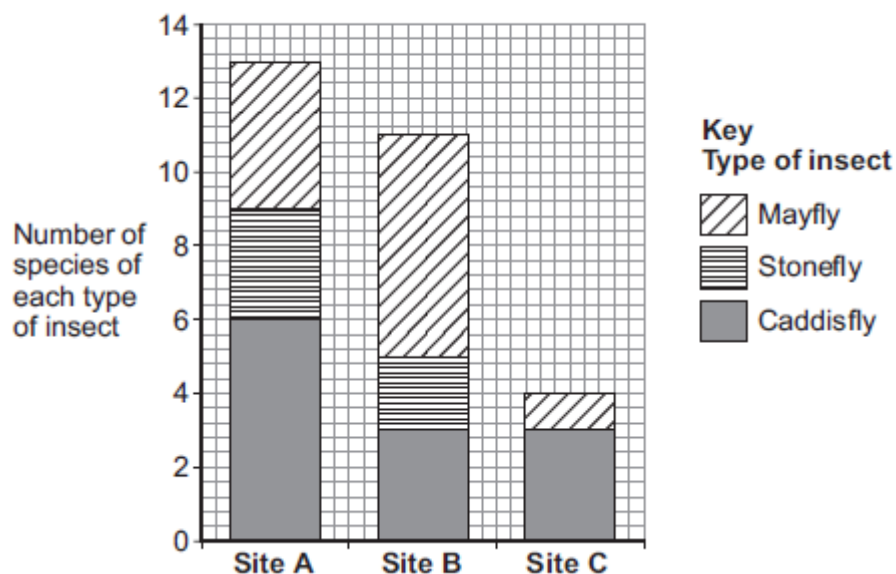 14
12
10
8
6
4
2
0
Number of
species of
each type
of insect
Site A
Site B
Site C
Key
Type of insect
Mayfly
Stonefly
Caddisfly